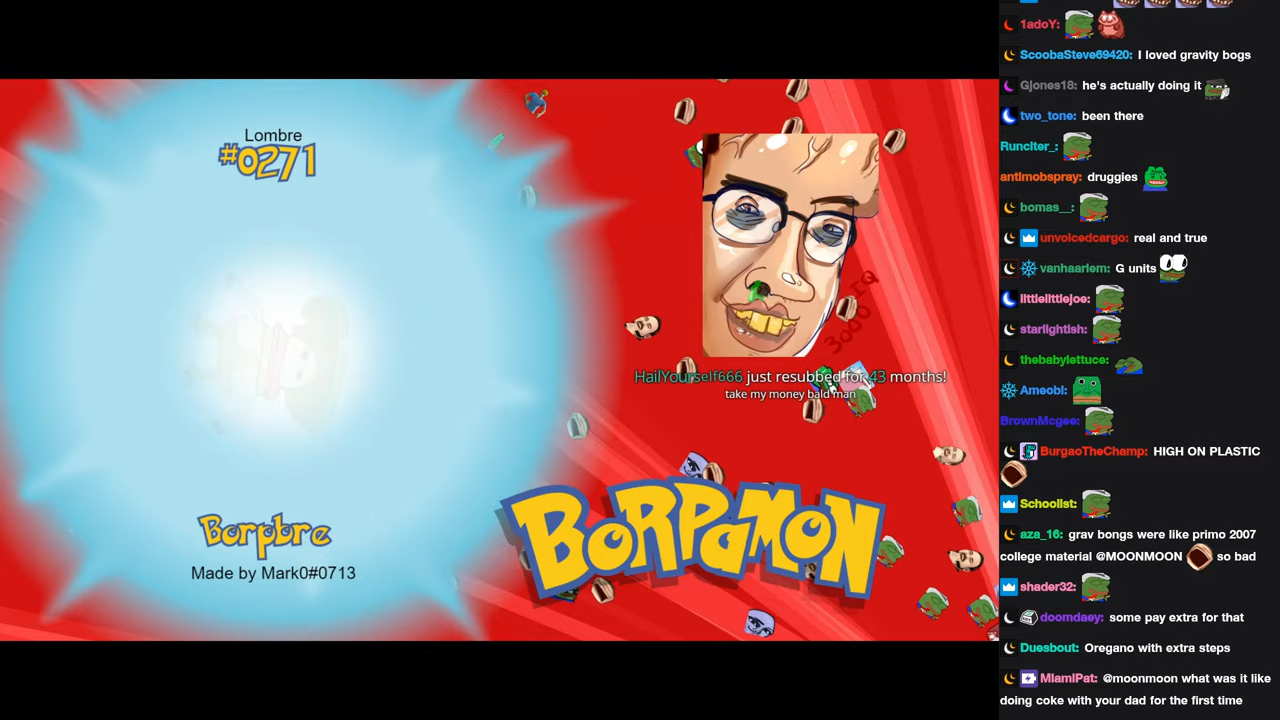 Lombre
#0271
Borpbre
Made by Mark0#0713
3000 IQ
HailYourself666 just resubbed for 43 months!
take my money bald man
BORPAMON
1adoY:
ScoobaSteve69420: I loved gravity bogs
Gjones18: he's actually doing it
two_tone: been there
Runciter_:
antimobspray: druggies
bomas__:
unvoicedcargo: real and true
vanhaarlem: G units
littlelittlejoe:
starlightish:
thebabylettuce:
Ameobi:
BrownMcgee:
BurgaoTheChamp: HIGH ON PLASTIC
Schoolist:
aza_16: grav bongs were like primo 2007
college material @MOONMOON so bad
shader32:
doomdaey: some pay extra for that
Duesbout: Oregano with extra steps
MiamiPat: @moonmoon what was it like
doing coke with your dad for the first time